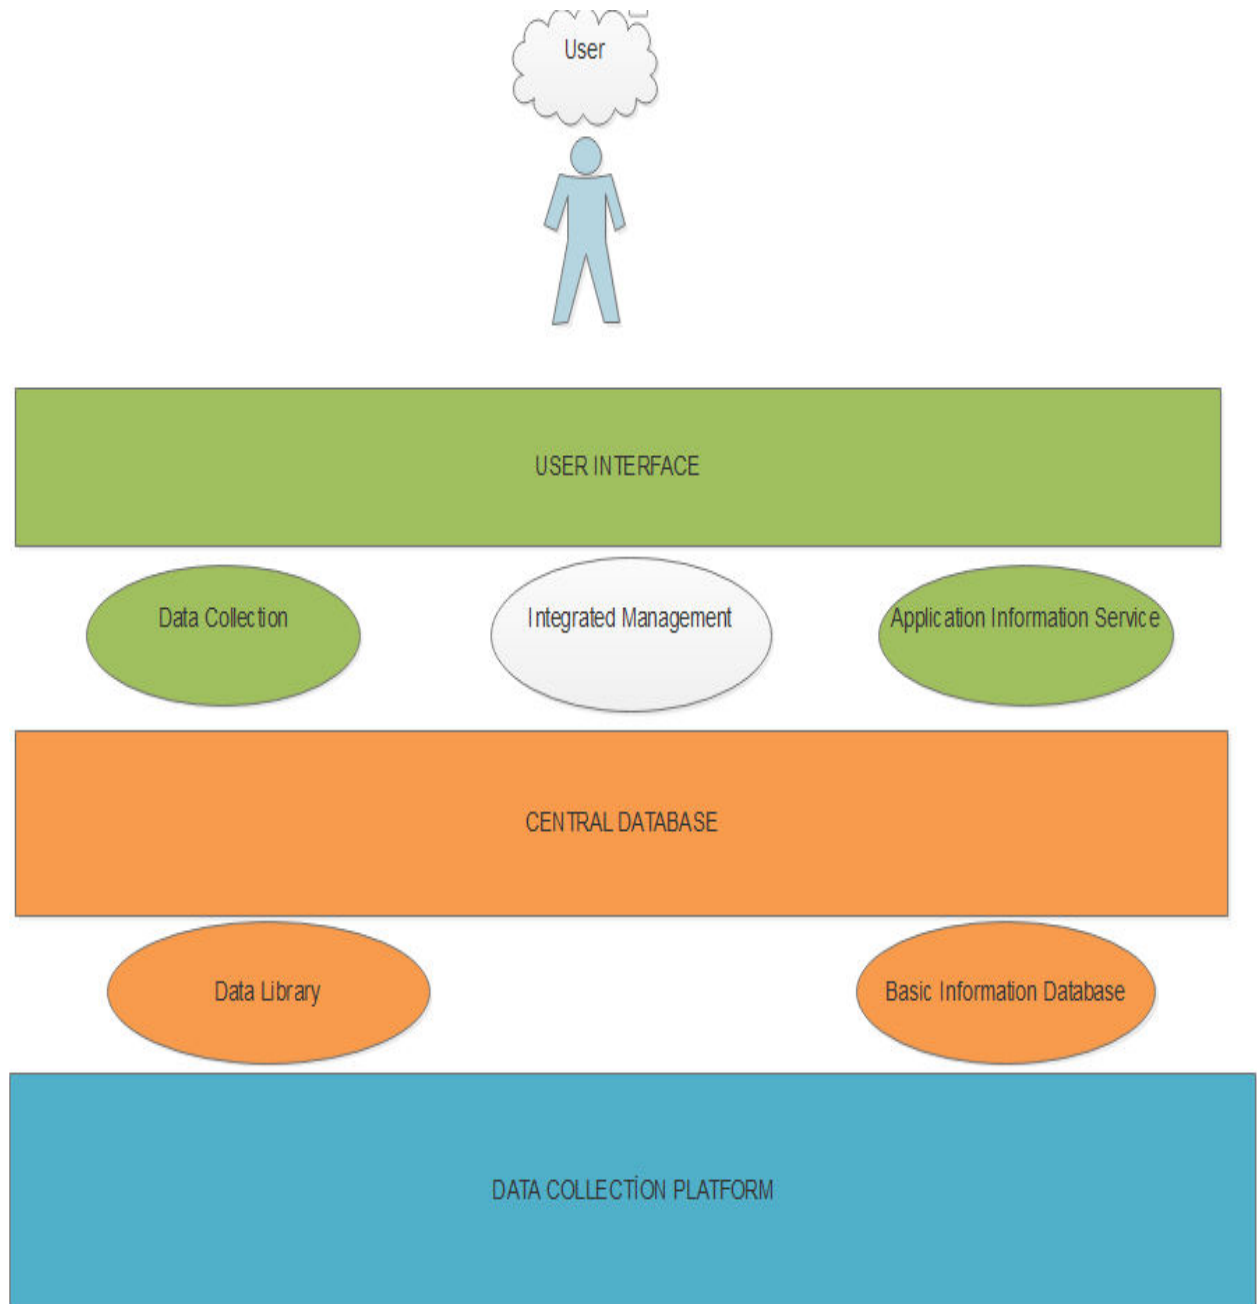 User
USER INTERFACE
Data Collection
Integrated Management
Application Information Service
CENTRAL DATABASE
Data Library
Basic Information Database
DATA COLLECTİON PLATFORM